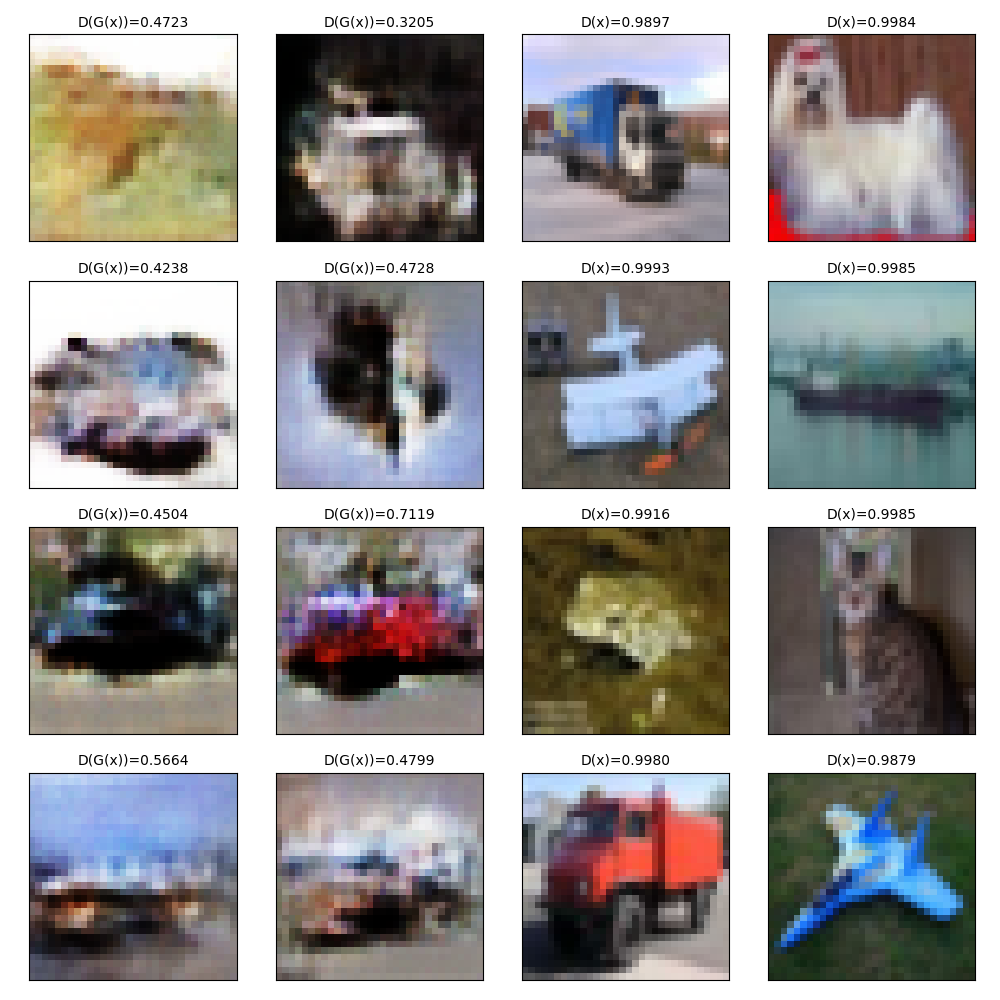 D(G(x))=0.4723
D(G(x))=0.3205
D(x)=0.9897
D(x)=0.9984
D(G(x))=0.4238
D(G(x))=0.4728
D(x)=0.9993
D(x)=0.9985
D(G(x))=0.4504
D(G(x))=0.7119
D(x)=0.9916
D(x)=0.9985
D(G(x))=0.5664
D(G(x))=0.4799
D(x)=0.9980
D(x)=0.9879